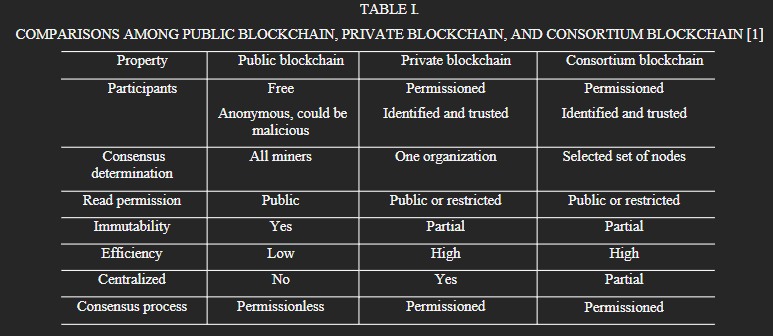 TABLE I.
COMPARISONS AMONG PUBLIC BLOCKCHAIN, PRIVATE BLOCKCHAIN, AND CONSORTIUM BLOCKCHAIN [1]
Property Public blockchain Private blockchain Consortium blockchain
Participants Free Permissioned Permissioned
Anonymous, could be Identified and trusted Identified and trusted
malicious
Consensus All miners One organization Selected set of nodes
determination
Read permission Public Public or restricted Public or restricted
Immutability Yes Partial Partial
Efficiency Low High High
Centralized No Yes Partial
Consensus process Permissionless Permissioned Permissioned